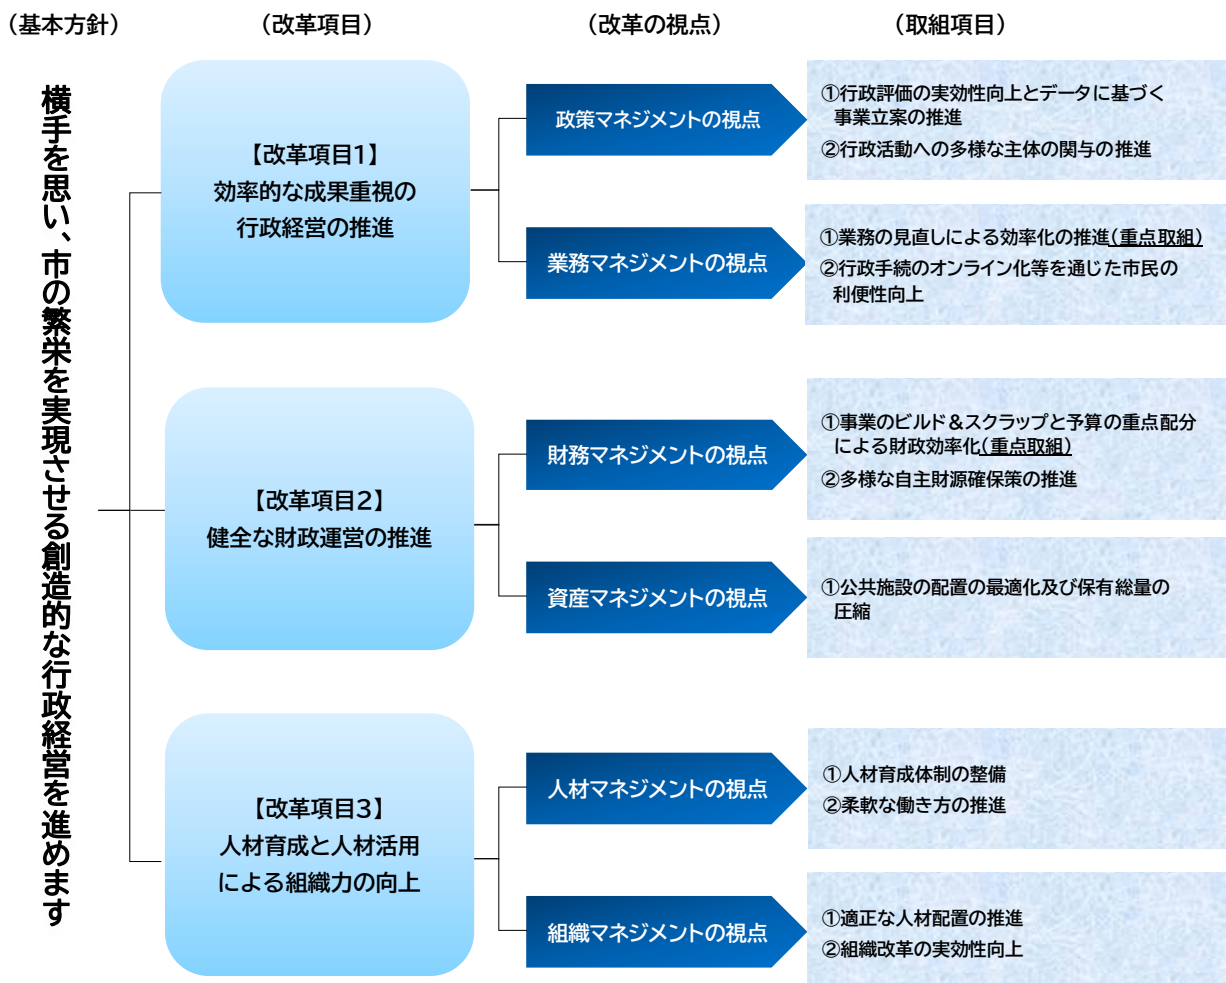 （基本方針）
（改革項目）
（改革の視点）
（取組項目）
横手を思い、市の繁栄を実現させる創造的な行政経営を進めます
【改革項目1】
効率的な成果重視の
行政経営の推進
政策マネジメントの視点
①行政評価の実効性向上とデータに基づく
事業立案の推進
②行政活動への多様な主体の関与の推進
業務マネジメントの視点
①業務の見直しによる効率化の推進(重点取組)
②行政手続のオンライン化等を通じた市民の
利便性向上
【改革項目2】
健全な財政運営の推進
財務マネジメントの視点
①事業のビルド＆スクラップと予算の重点配分
による財政効率化(重点取組)
②多様な自主財源確保策の推進
資産マネジメントの視点
①公共施設の配置の最適化及び保有総量の
圧縮
【改革項目3】
人材育成と人材活用
による組織力の向上
人材マネジメントの視点
①人材育成体制の整備
②柔軟な働き方の推進
組織マネジメントの視点
①適正な人材配置の推進
②組織改革の実効性向上